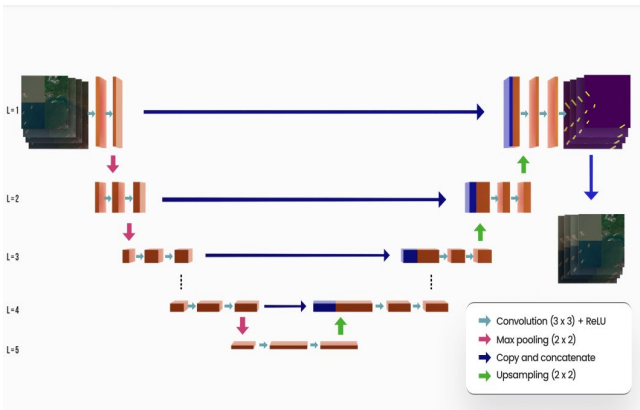 L=1
L=2
L=3
L=4
L=5
Convolution (3 x 3) + ReLU
Max pooling (2 x 2)
Copy and concatenate
Upsampling (2 x 2)